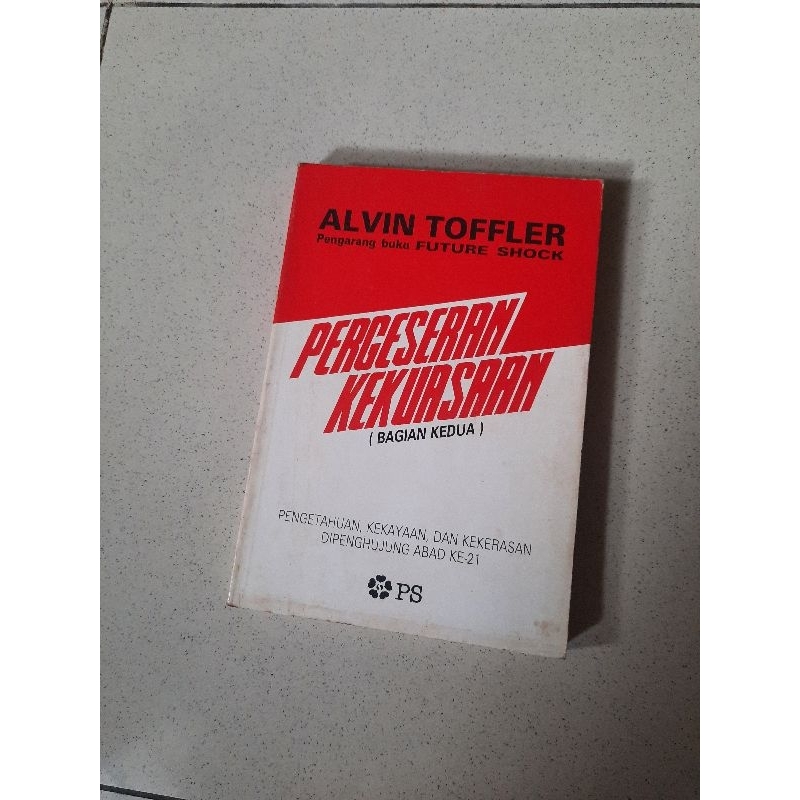 ALVIN TOFFLER
Pengarang buku FUTURE SHOCK
PERGESERAN
KEKUASAAN
( BAGIAN KEDUA )
PENGETAHUAN, KEKAYAAN, DAN KEKERASAN
DIPENGHUJUNG ABAD KE-21
PS